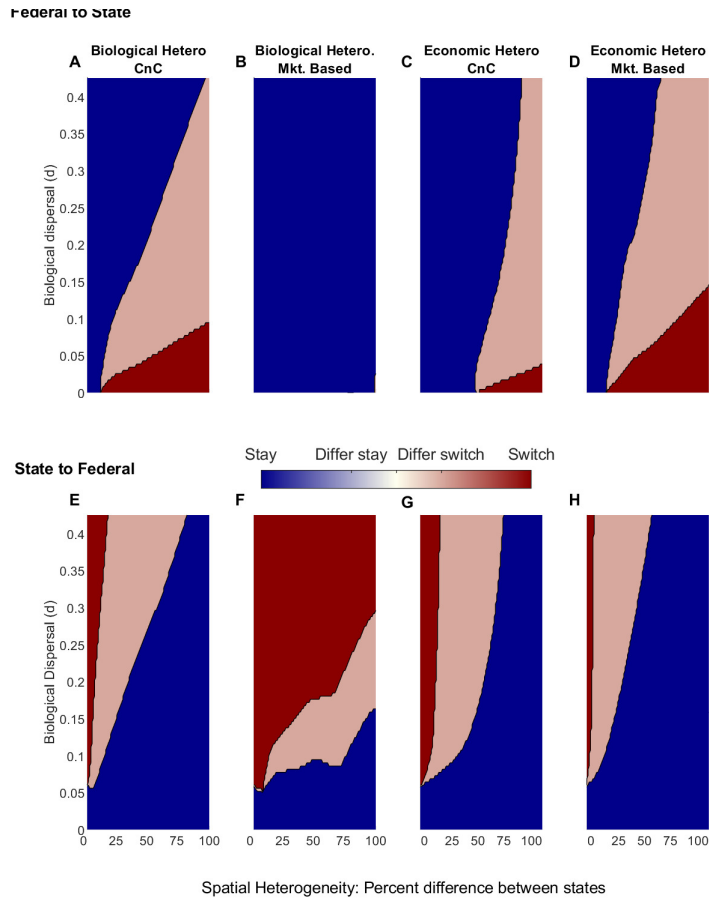 Federal to State
Biological Hetero Biological Hetero. Economic Hetero Economic Hetero
A CnC B Mkt. Based C CnC D Mkt. Based
0.4
0.35
0.3
0.25
0.2
0.15
0.1
0.05
0
Biological dispersal (d)
Stay Differ stay Differ switch Switch
State to Federal
E F G H
0.4
0.35
0.3
0.25
0.2
0.15
0.1
0.05
0
Biological Dispersal (d)
0 25 50 75 100 0 25 50 75 100 0 25 50 75 100 0 25 50 75 100
Spatial Heterogeneity: Percent difference between states